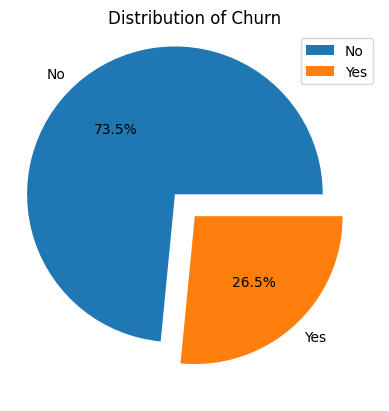 Distribution of Churn
No
Yes
No
73.5%
26.5%
Yes